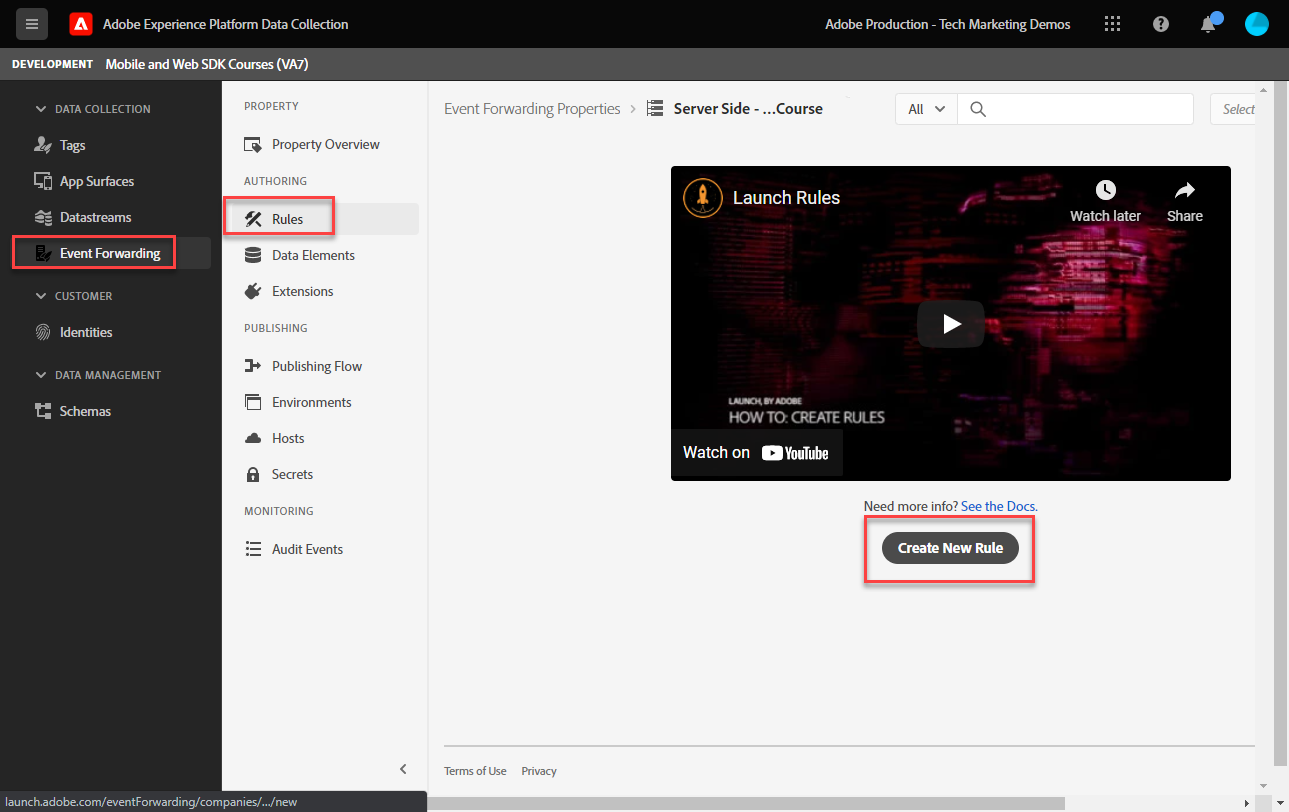 Adobe Experience Platform Data Collection
Adobe Production - Tech Marketing Demos
DEVELOPMENT Mobile and Web SDK Courses (VA7)
DATA COLLECTION
Tags
App Surfaces
Datastreams
Event Forwarding
CUSTOMER
Identities
DATA MANAGEMENT
Schemas
PROPERTY
Property Overview
AUTHORING
Rules
Data Elements
Extensions
PUBLISHING
Publishing Flow
Environments
Hosts
Secrets
MONITORING
Audit Events
Event Forwarding Properties > Server Side - ...Course
All
Select
Launch Rules
Watch later
Share
LAUNCH, BY ADOBE
HOW TO: CREATE RULES
Watch on YouTube
Need more info? See the Docs.
Create New Rule
Terms of Use Privacy
launch.adobe.com/eventForwarding/companies/.../new